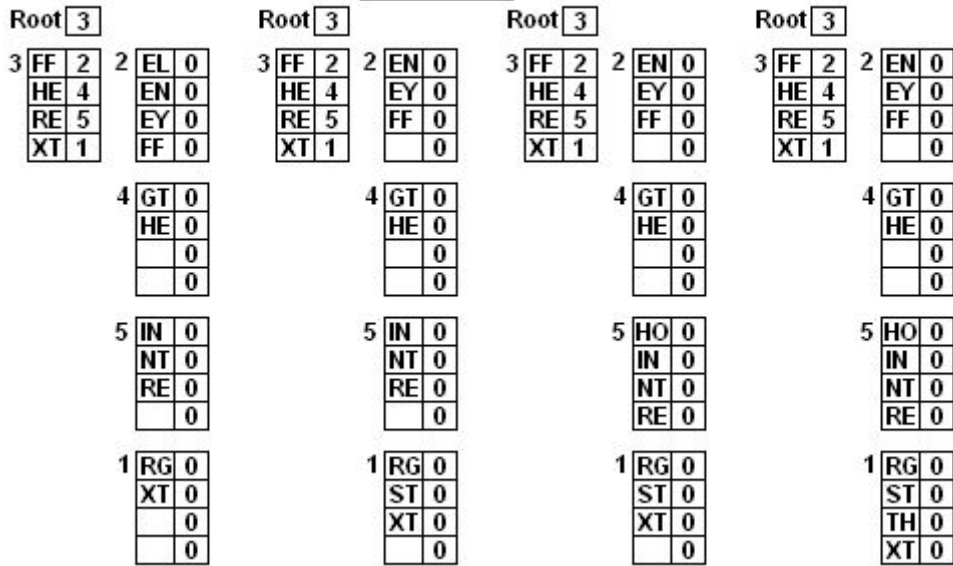 Root 3 Root 3 Root 3 Root 3
3 FF 2 2 EL 0 3 FF 2 2 EN 0 3 FF 2 2 EN 0 3 FF 2 2 EN 0
HE 4 EN 0 HE 4 EY 0 HE 4 EY 0 HE 4 EY 0
RE 5 EY 0 RE 5 FF 0 RE 5 FF 0 RE 5 FF 0
XT 1 FF 0 XT 1 0 XT 1 0 XT 1 0
4 GT 0 4 GT 0 4 GT 0 4 GT 0
HE 0 HE 0 HE 0 HE 0
0 0 0 0
0 0 0 0
5 IN 0 5 IN 0 5 HO 0 5 HO 0
NT 0 NT 0 IN 0 IN 0
RE 0 RE 0 NT 0 NT 0
0 0 RE 0 RE 0
1 RG 0 1 RG 0 1 RG 0 1 RG 0
XT 0 ST 0 ST 0 ST 0
0 XT 0 XT 0 TH 0
0 0 0 XT 0